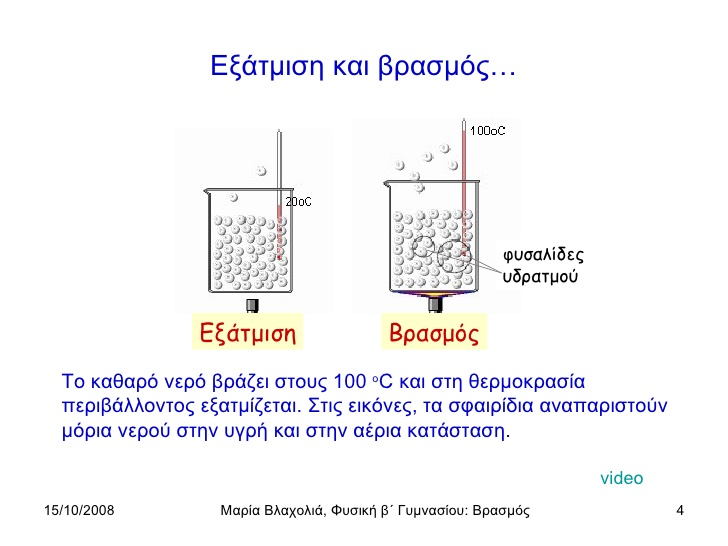 Εξάτμιση και βρασμός…
100oC
20oC
φυσαλίδες
υδρατμού
Εξάτμιση
Βρασμός
Το καθαρό νερό βράζει στους 100 °C και στη θερμοκρασία
περιβάλλοντος εξατμίζεται. Στις εικόνες, τα σφαιρίδια αναπαριστούν
μόρια νερού στην υγρή και στην αέρια κατάσταση.
video
15/10/2008
Μαρία Βλαχολιά, Φυσική β΄ Γυμνασίου: Βρασμός
4